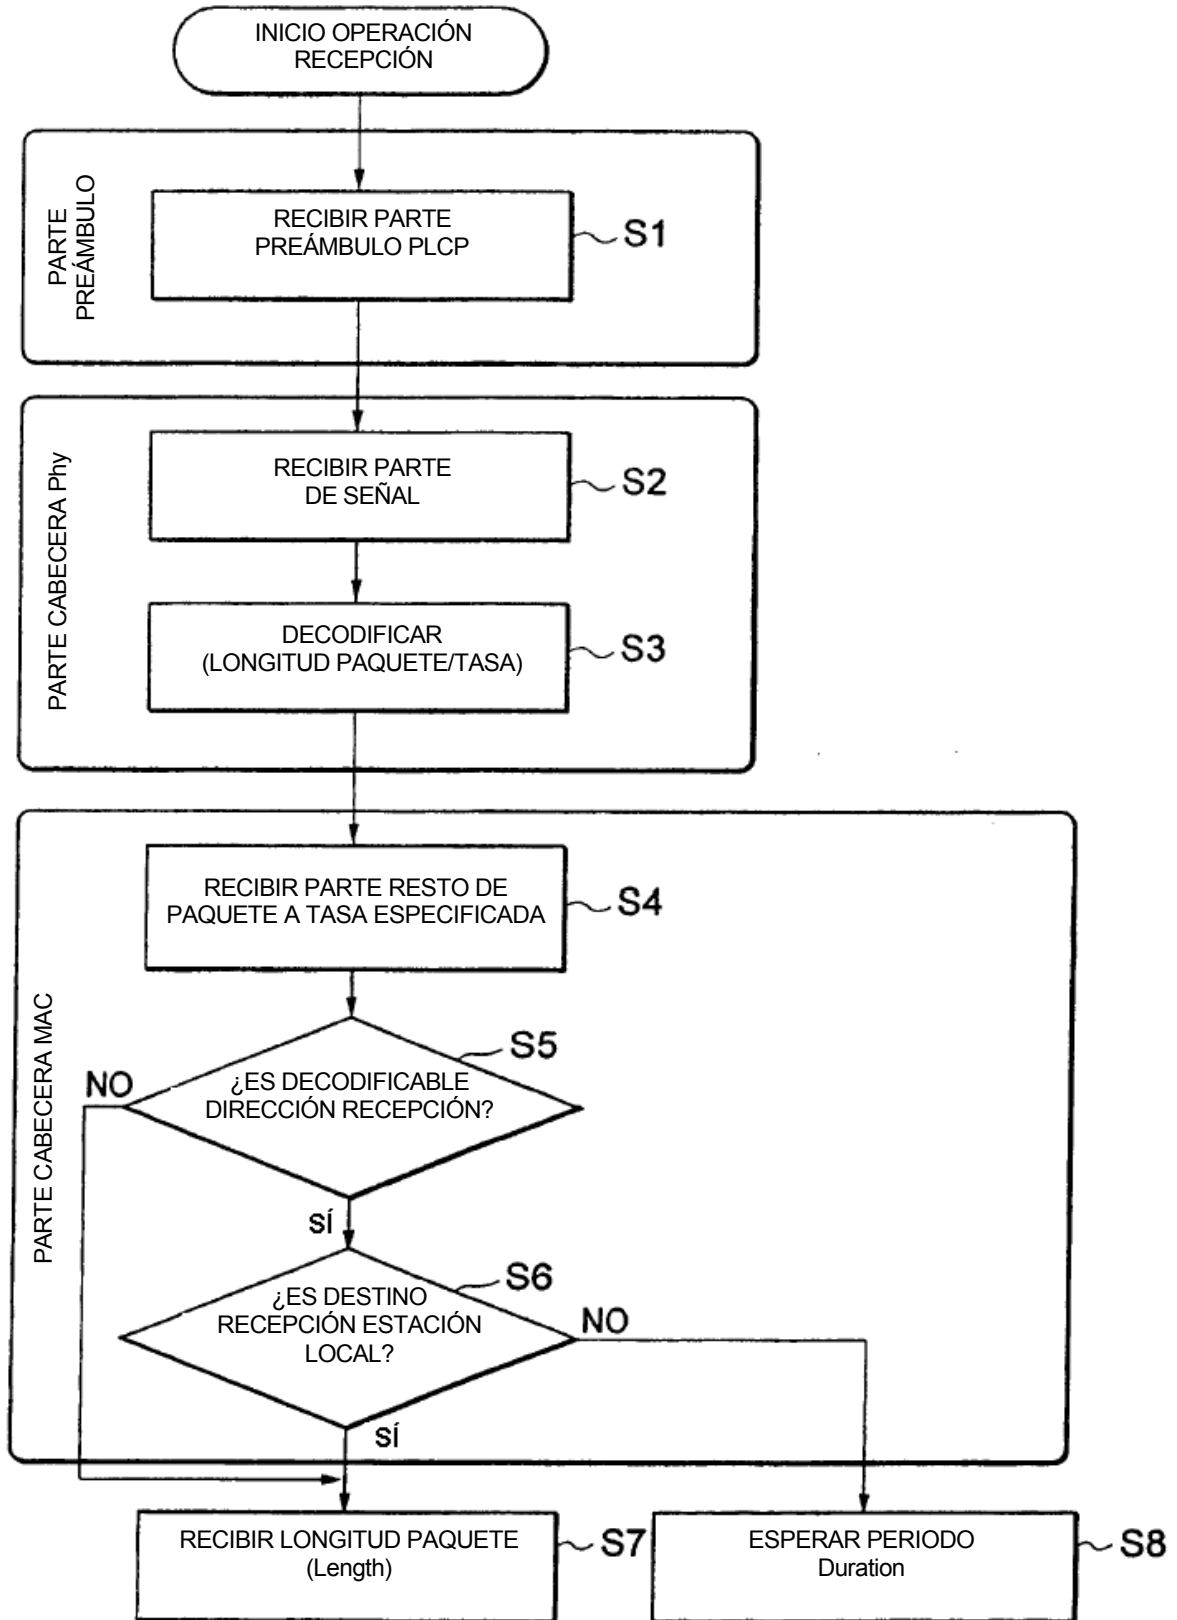 INICIO OPERACIÓN
RECEPCIÓN
PARTE
PREÁMBULO
RECIBIR PARTE
PREÁMBULO PLCP
S1
PARTE CABECERA Phy
RECIBIR PARTE
DE SEÑAL
S2
DECODIFICAR
(LONGITUD PAQUETE/TASA)
S3
PARTE CABECERA MAC
RECIBIR PARTE RESTO DE
PAQUETE A TASA ESPECIFICADA
S4
S5
NO
¿ES DECODIFICABLE
DIRECCIÓN RECEPCIÓN?
SÍ
S6
¿ES DESTINO
RECEPCIÓN ESTACIÓN
LOCAL?
NO
SÍ
RECIBIR LONGITUD PAQUETE
(Length)
S7
ESPERAR PERIODO
Duration
S8